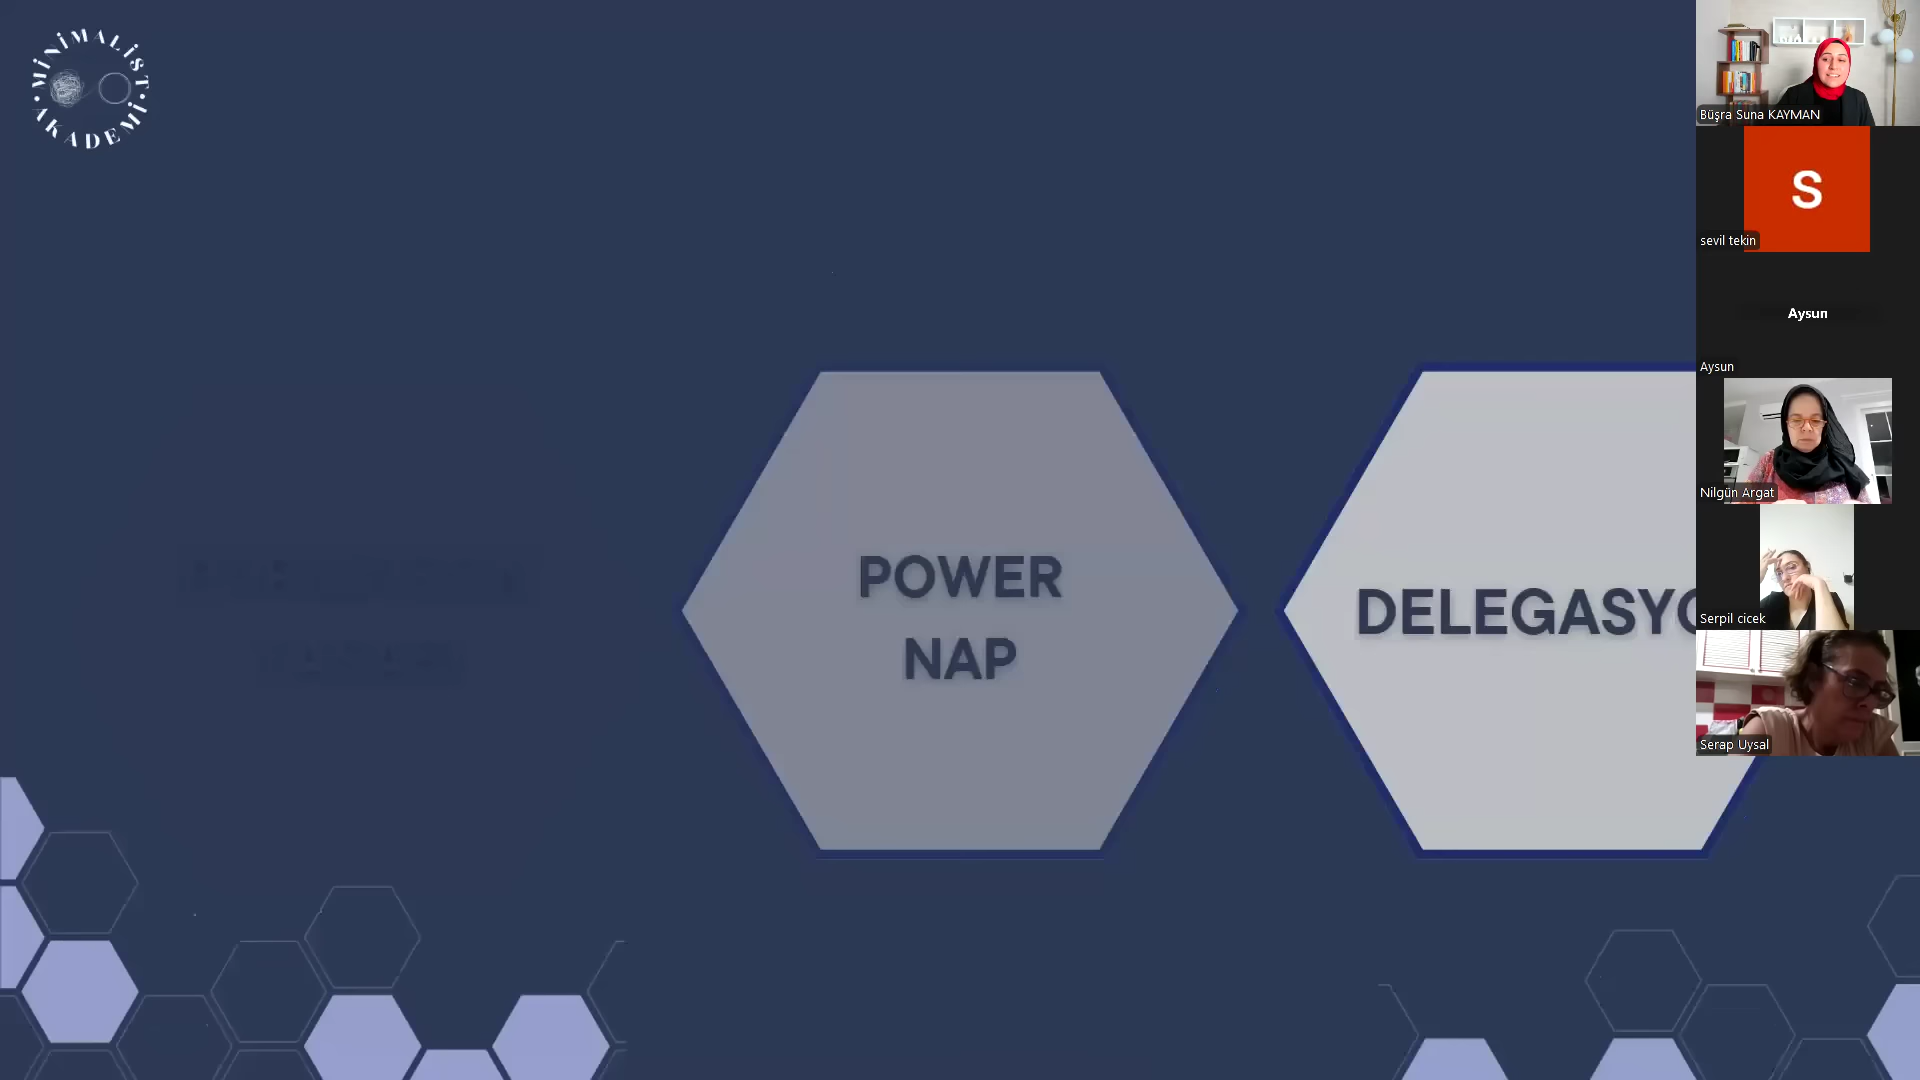 MİNİMALİST
AKADEMİ
POWER
NAP
DELEGASYO
Büşra Suna KAYMAN
S
sevil tekin
Aysun
Aysun
Nilgün Argat
Serpil cicek
Serap Uysal